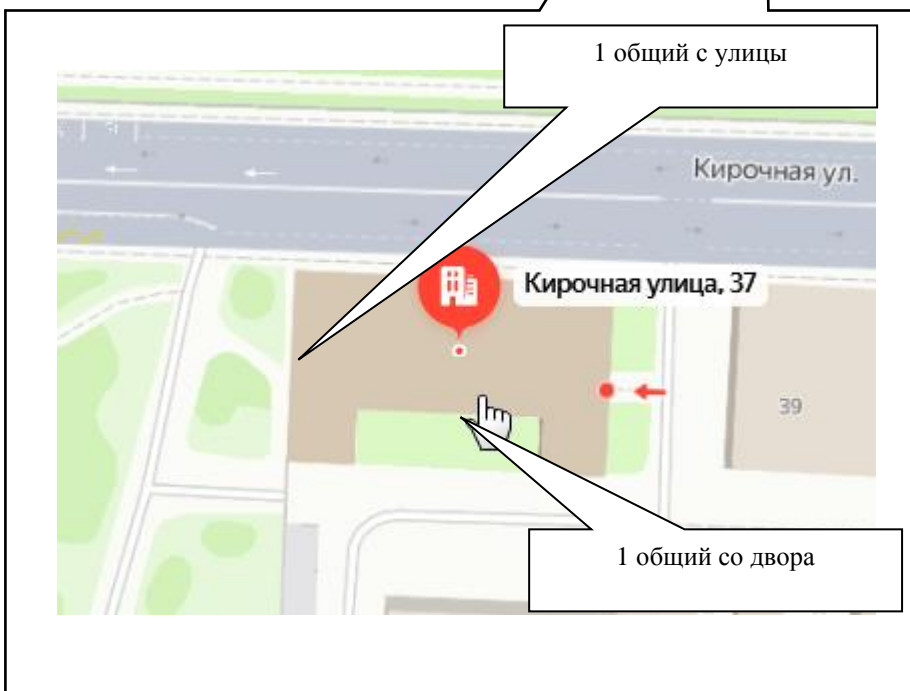 1 общий с улицы
Кирочная ул.
Кирочная улица, 37
39
1 общий со двора